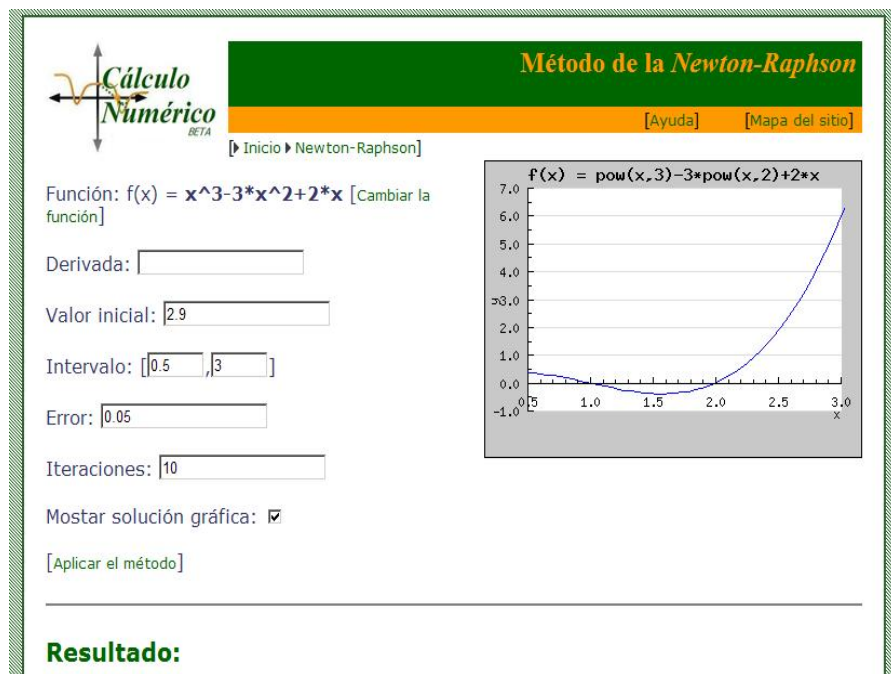 Cálculo
Numérico
BETA
Método de la Newton-Raphson
[Ayuda] [Mapa del sitio]
[Inicio Newton-Raphson]
Función: f(x) = x^3-3*x^2+2*x [Cambiar la
función]
Derivada:
Valor inicial: 2.9
Intervalo: [0.5 ,3 ]
Error: 0.05
Iteraciones: 10
Mostar solución gráfica:
[Aplicar el método]
f(x) = pow(x,3)-3*pow(x,2)+2*x
7.0
6.0
5.0
4.0
y 3.0
2.0
1.0
0.0
-1.0
0.5 1.0 1.5 2.0 2.5 3.0
x
Resultado: